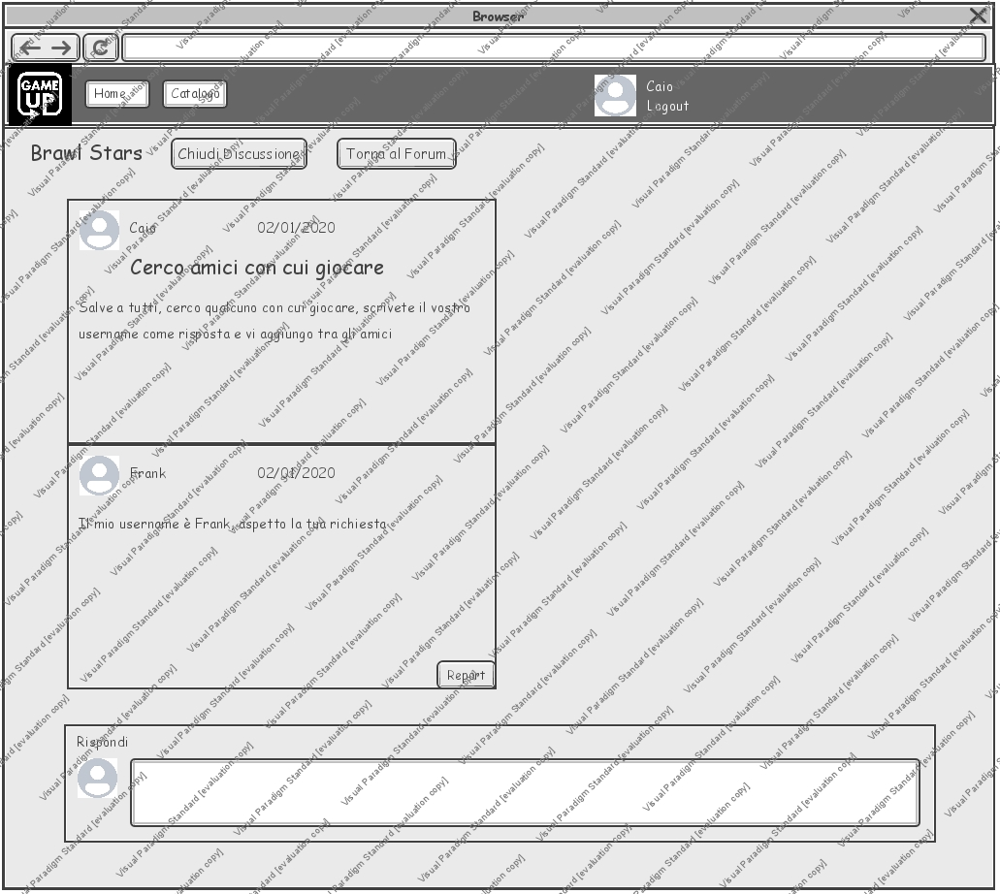 Browser
GAME
UP
Home
Catalogo
Caio
Logout
Brawl Stars
Chiudi Discussione
Torna al Forum
Caio
02/01/2020
Cerco amici con cui giocare
Salve a tutti, cerco qualcuno con cui giocare, scrivete il vostro
username come risposta e vi aggiungo tra gli amici
Frank
02/01/2020
Il mio username è Frank, aspetto la tua richiesta
Report
Rispondi
Visual Paradigm Standard [evaluation copy]